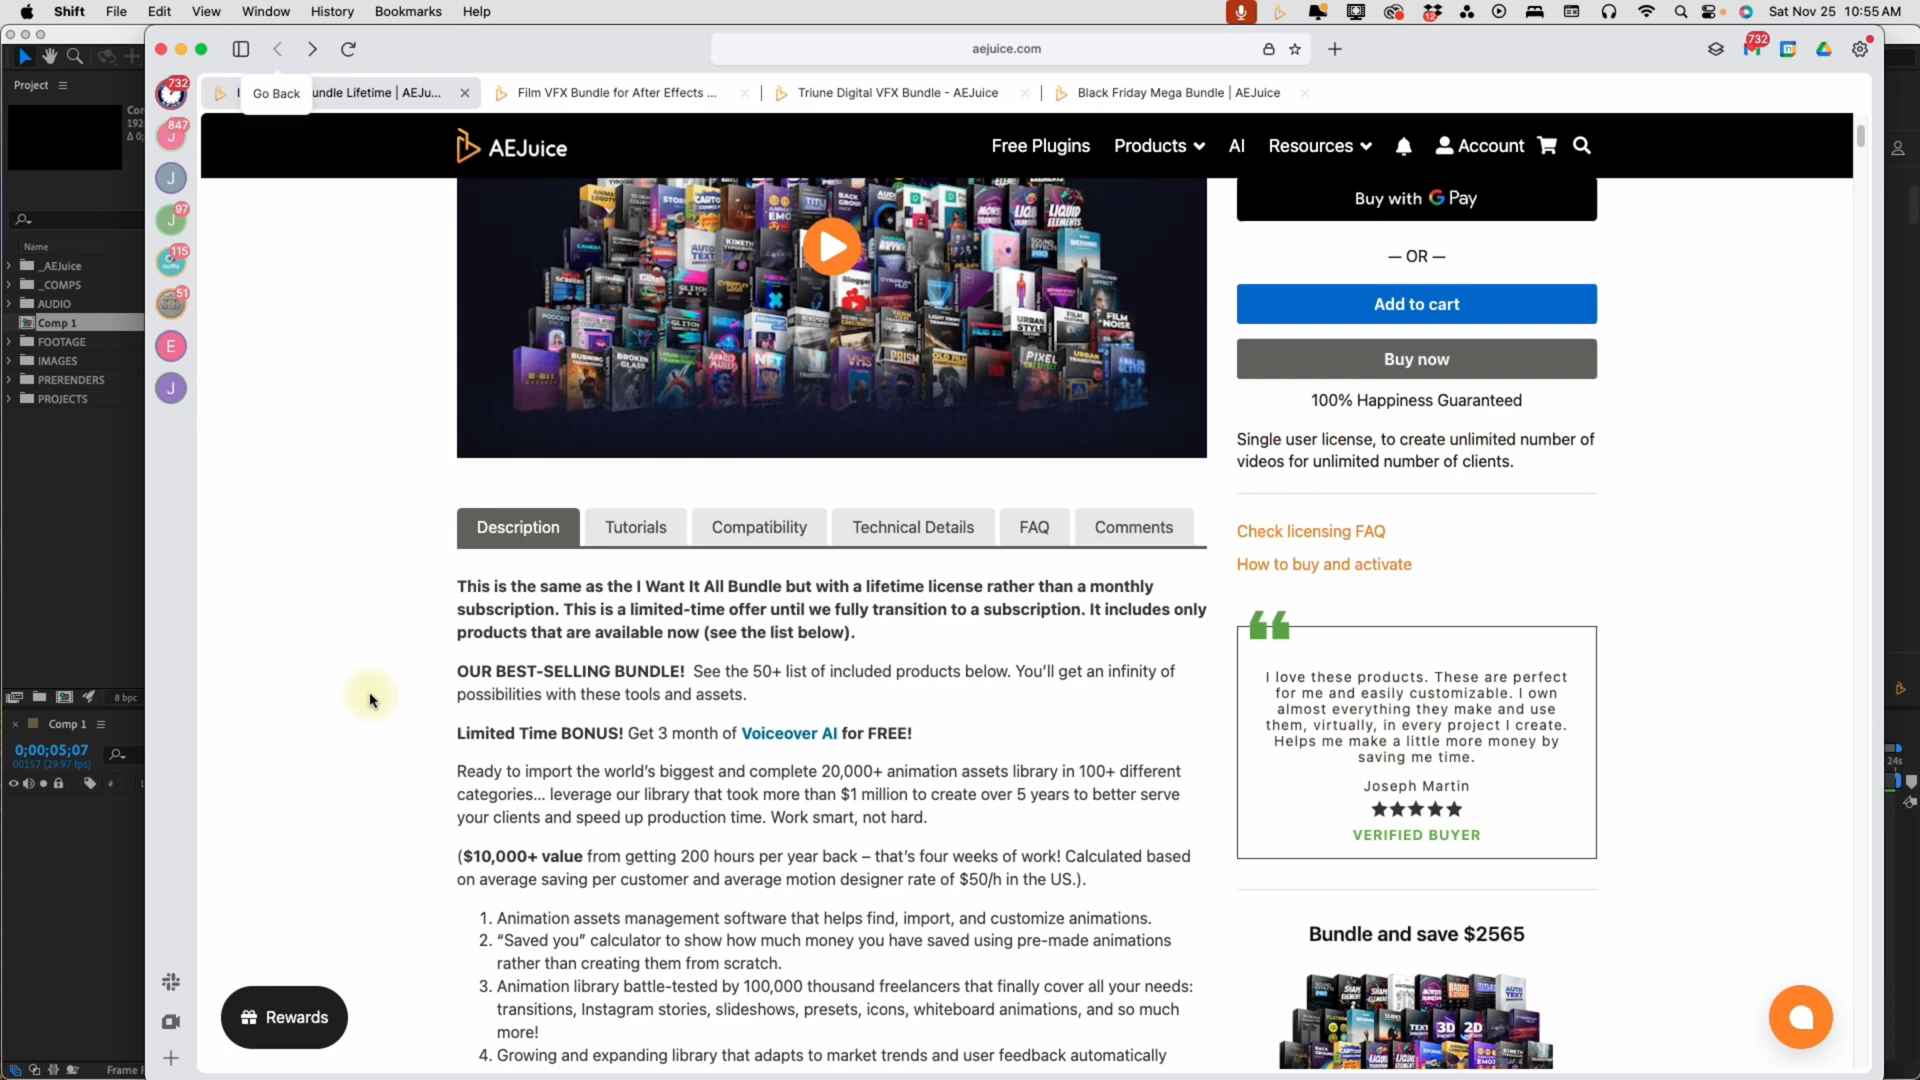 Shift File Edit View Window History Bookmarks Help
12
Sat Nov 25 10:55 AM
aejuice.com
732
Project
Go Back
undle Lifetime | AEJu...
Film VFX Bundle for After Effects ...
Triune Digital VFX Bundle - AEJuice
Black Friday Mega Bundle | AEJuice
732
847
J
J
97
J
115
51
E
J
AEJuice
Free Plugins Products AI Resources Account
Name
_AEJuice
_COMPS
AUDIO
Comp 1
FOOTAGE
IMAGES
PRERENDERS
PROJECTS
8 bpc
Comp 1
0;00;05;07
00157 (29.97 fps)
24s
Frame
Buy with G Pay
— OR —
Add to cart
Buy now
100% Happiness Guaranteed
Single user license, to create unlimited number of
videos for unlimited number of clients.
Check licensing FAQ
How to buy and activate
Description Tutorials Compatibility Technical Details FAQ Comments
This is the same as the I Want It All Bundle but with a lifetime license rather than a monthly
subscription. This is a limited-time offer until we fully transition to a subscription. It includes only
products that are available now (see the list below).
OUR BEST-SELLING BUNDLE! See the 50+ list of included products below. You'll get an infinity of
possibilities with these tools and assets.
Limited Time BONUS! Get 3 month of Voiceover AI for FREE!
Ready to import the world's biggest and complete 20,000+ animation assets library in 100+ different
categories... leverage our library that took more than $1 million to create over 5 years to better serve
your clients and speed up production time. Work smart, not hard.
($10,000+ value from getting 200 hours per year back – that's four weeks of work! Calculated based
on average saving per customer and average motion designer rate of $50/h in the US.).
1. Animation assets management software that helps find, import, and customize animations.
2. "Saved you" calculator to show how much money you have saved using pre-made animations
rather than creating them from scratch.
3. Animation library battle-tested by 100,000 thousand freelancers that finally cover all your needs:
transitions, Instagram stories, slideshows, presets, icons, whiteboard animations, and so much
more!
4. Growing and expanding library that adapts to market trends and user feedback automatically
I love these products. These are perfect
for me and easily customizable. I own
almost everything they make and use
them, virtually, in every project I create.
Helps me make a little more money by
saving me time.
Joseph Martin
VERIFIED BUYER
Bundle and save $2565
Rewards